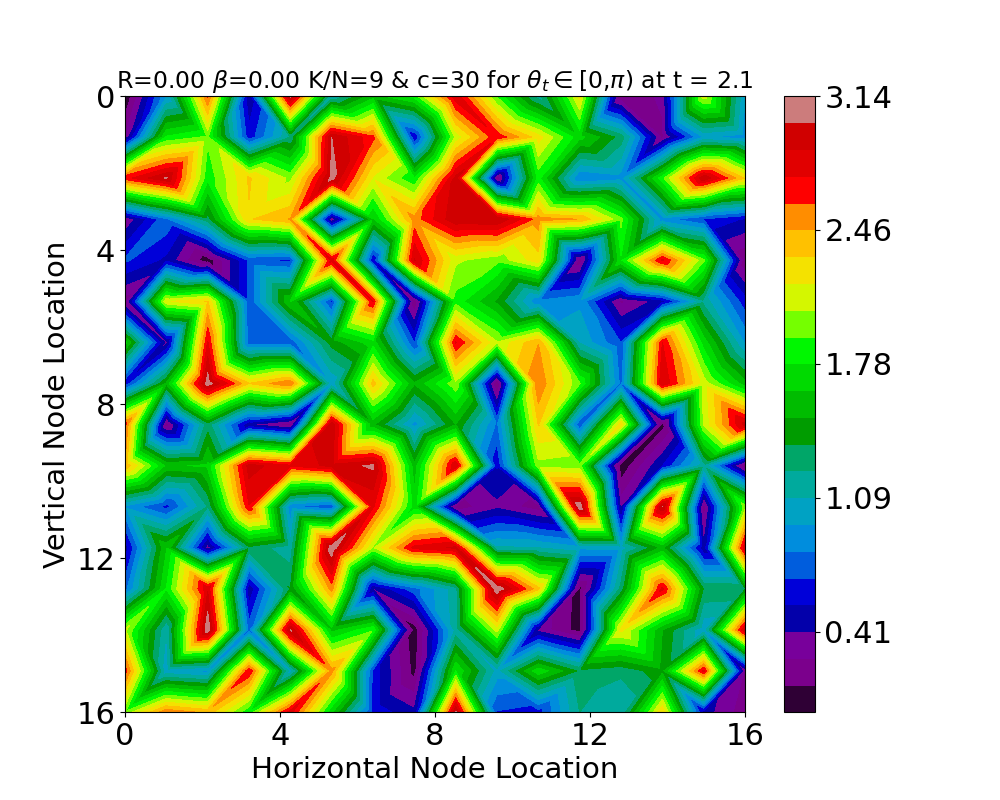 R=0.00 β=0.00 K/N=9 & c=30 for θ_t ∈ [0,π) at t = 2.1
0
4
8
12
16
Vertical Node Location
0 4 8 12 16
Horizontal Node Location
3.14
2.46
1.78
1.09
0.41